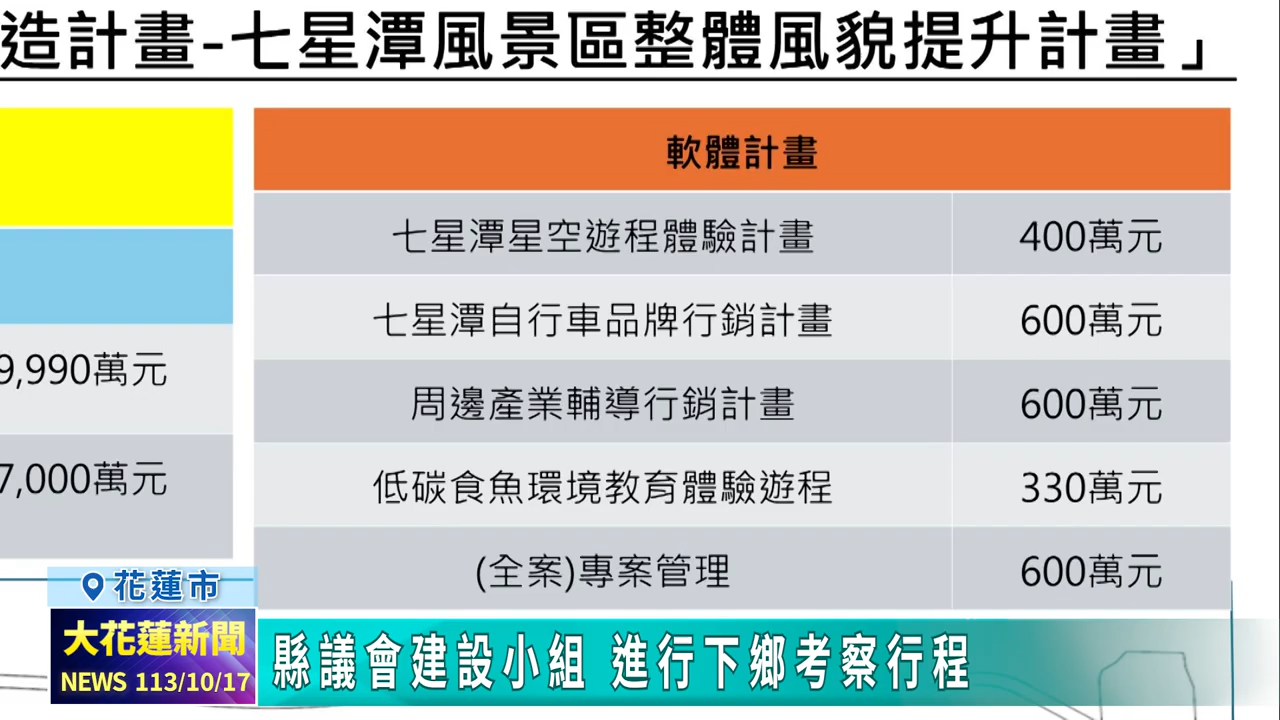 造計畫-七星潭風景區整體風貌提升計畫」
軟體計畫
七星潭星空遊程體驗計畫 400萬元
七星潭自行車品牌行銷計畫 600萬元
9,990萬元
周邊產業輔導行銷計畫 600萬元
7,000萬元
低碳食魚環境教育體驗遊程 330萬元
(全案)專案管理 600萬元
花蓮市
大花蓮新聞
NEWS 113/10/17
縣議會建設小組 進行下鄉考察行程